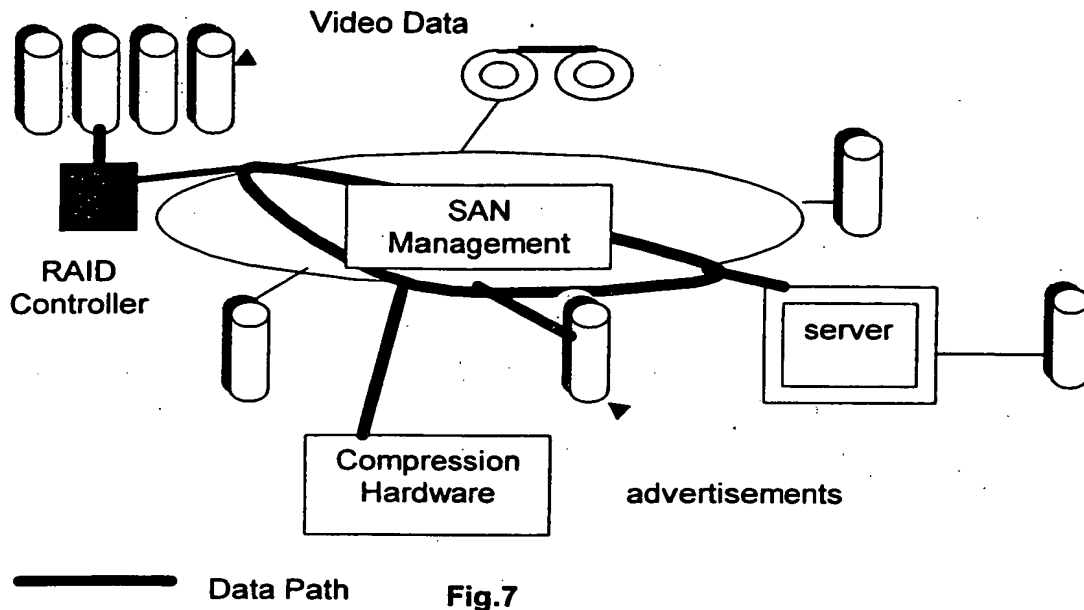 Video Data
SAN
Management
RAID
Controller
server
Compression
Hardware
advertisements
Data Path
Fig.7